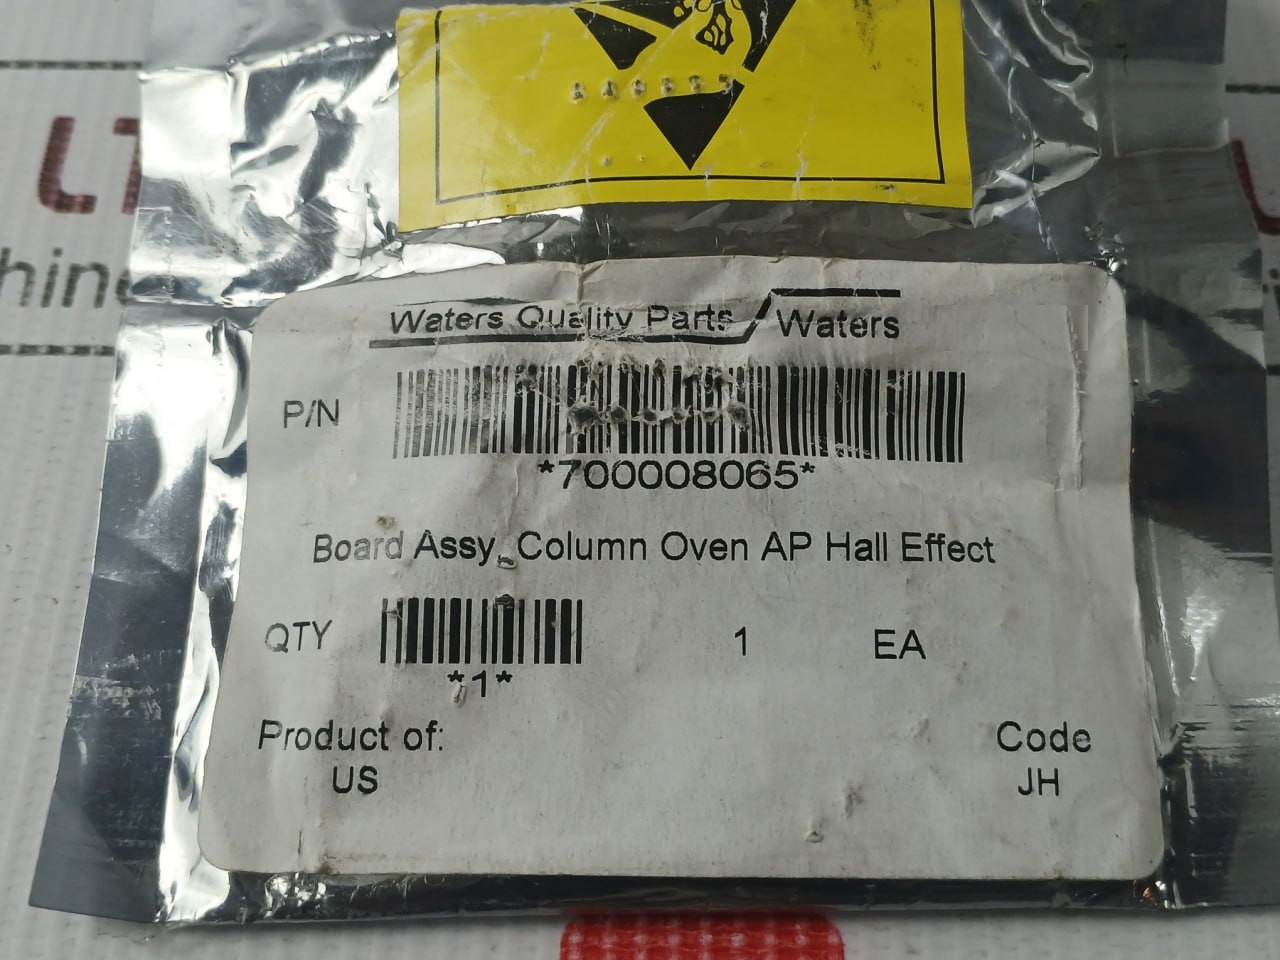 Waters Quality Parts Waters
P/N
*700008065*
Board Assy, Column Oven AP Hall Effect
QTY 1 EA
*1*
Product of: Code
US JH